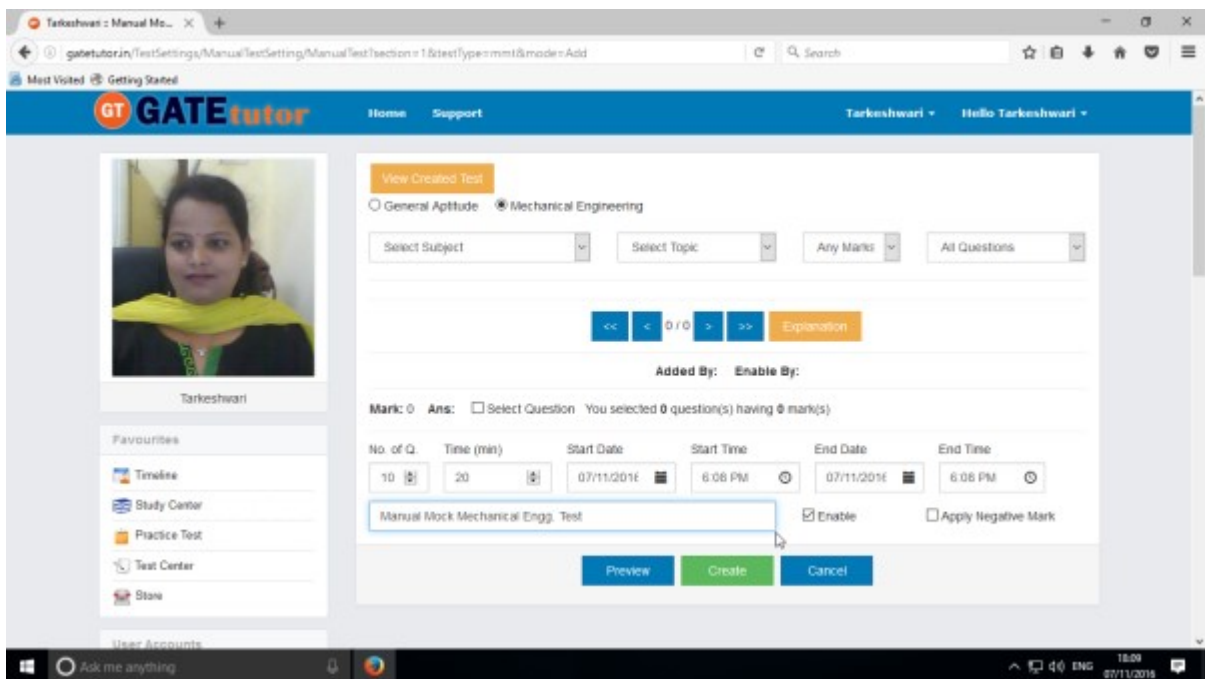 Tarkeshwari :: Manual Mo...
gatetutor.in/TestSettings/ManualTestSetting/ManualTest?section=1&testType=mmt&mode=Add
Search
Most Visited Getting Started
GT GATEtutor Home Support Tarkeshwari Hello Tarkeshwari
View Created Test
General Aptitude Mechanical Engineering
Select Subject Select Topic Any Marks All Questions
<< < 0 / 0 > >> Explanation
Added By: Enable By:
Mark: 0 Ans: Select Question You selected 0 question(s) having 0 mark(s)
No. of Q. Time (min) Start Date Start Time End Date End Time
10 20 07/11/2016 6:08 PM 07/11/2016 6:08 PM
Manual Mock Mechanical Engg. Test Enable Apply Negative Mark
Preview Create Cancel
Tarkeshwari
Favourites
Timeline
Study Center
Practice Test
Test Center
Store
User Accounts
Ask me anything ENG 18:09
07/11/2016